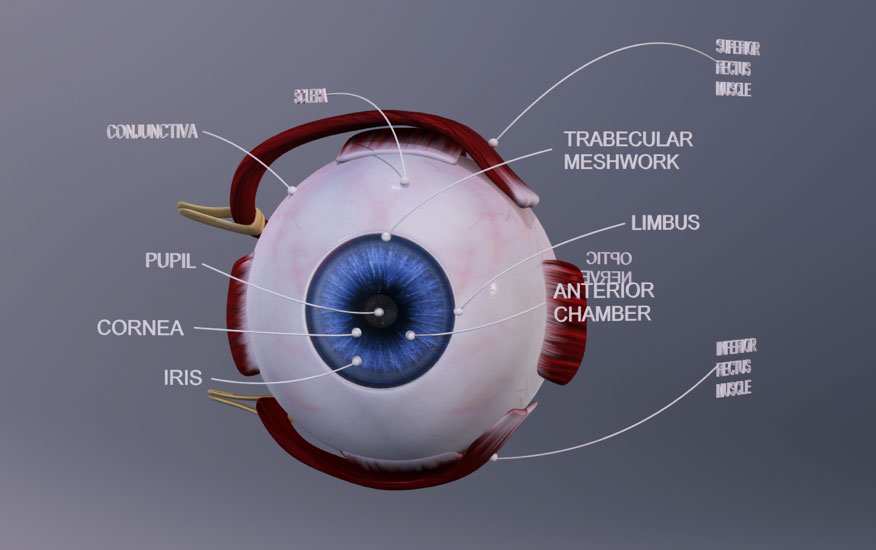 SUPERIOR
RECTUS
MUSCLE
SCLERA
CONJUNCTIVA
TRABECULAR
MESHWORK
LIMBUS
PUPIL
OPTIC
NERVE
ANTERIOR
CHAMBER
CORNEA
IRIS
INFERIOR
RECTUS
MUSCLE